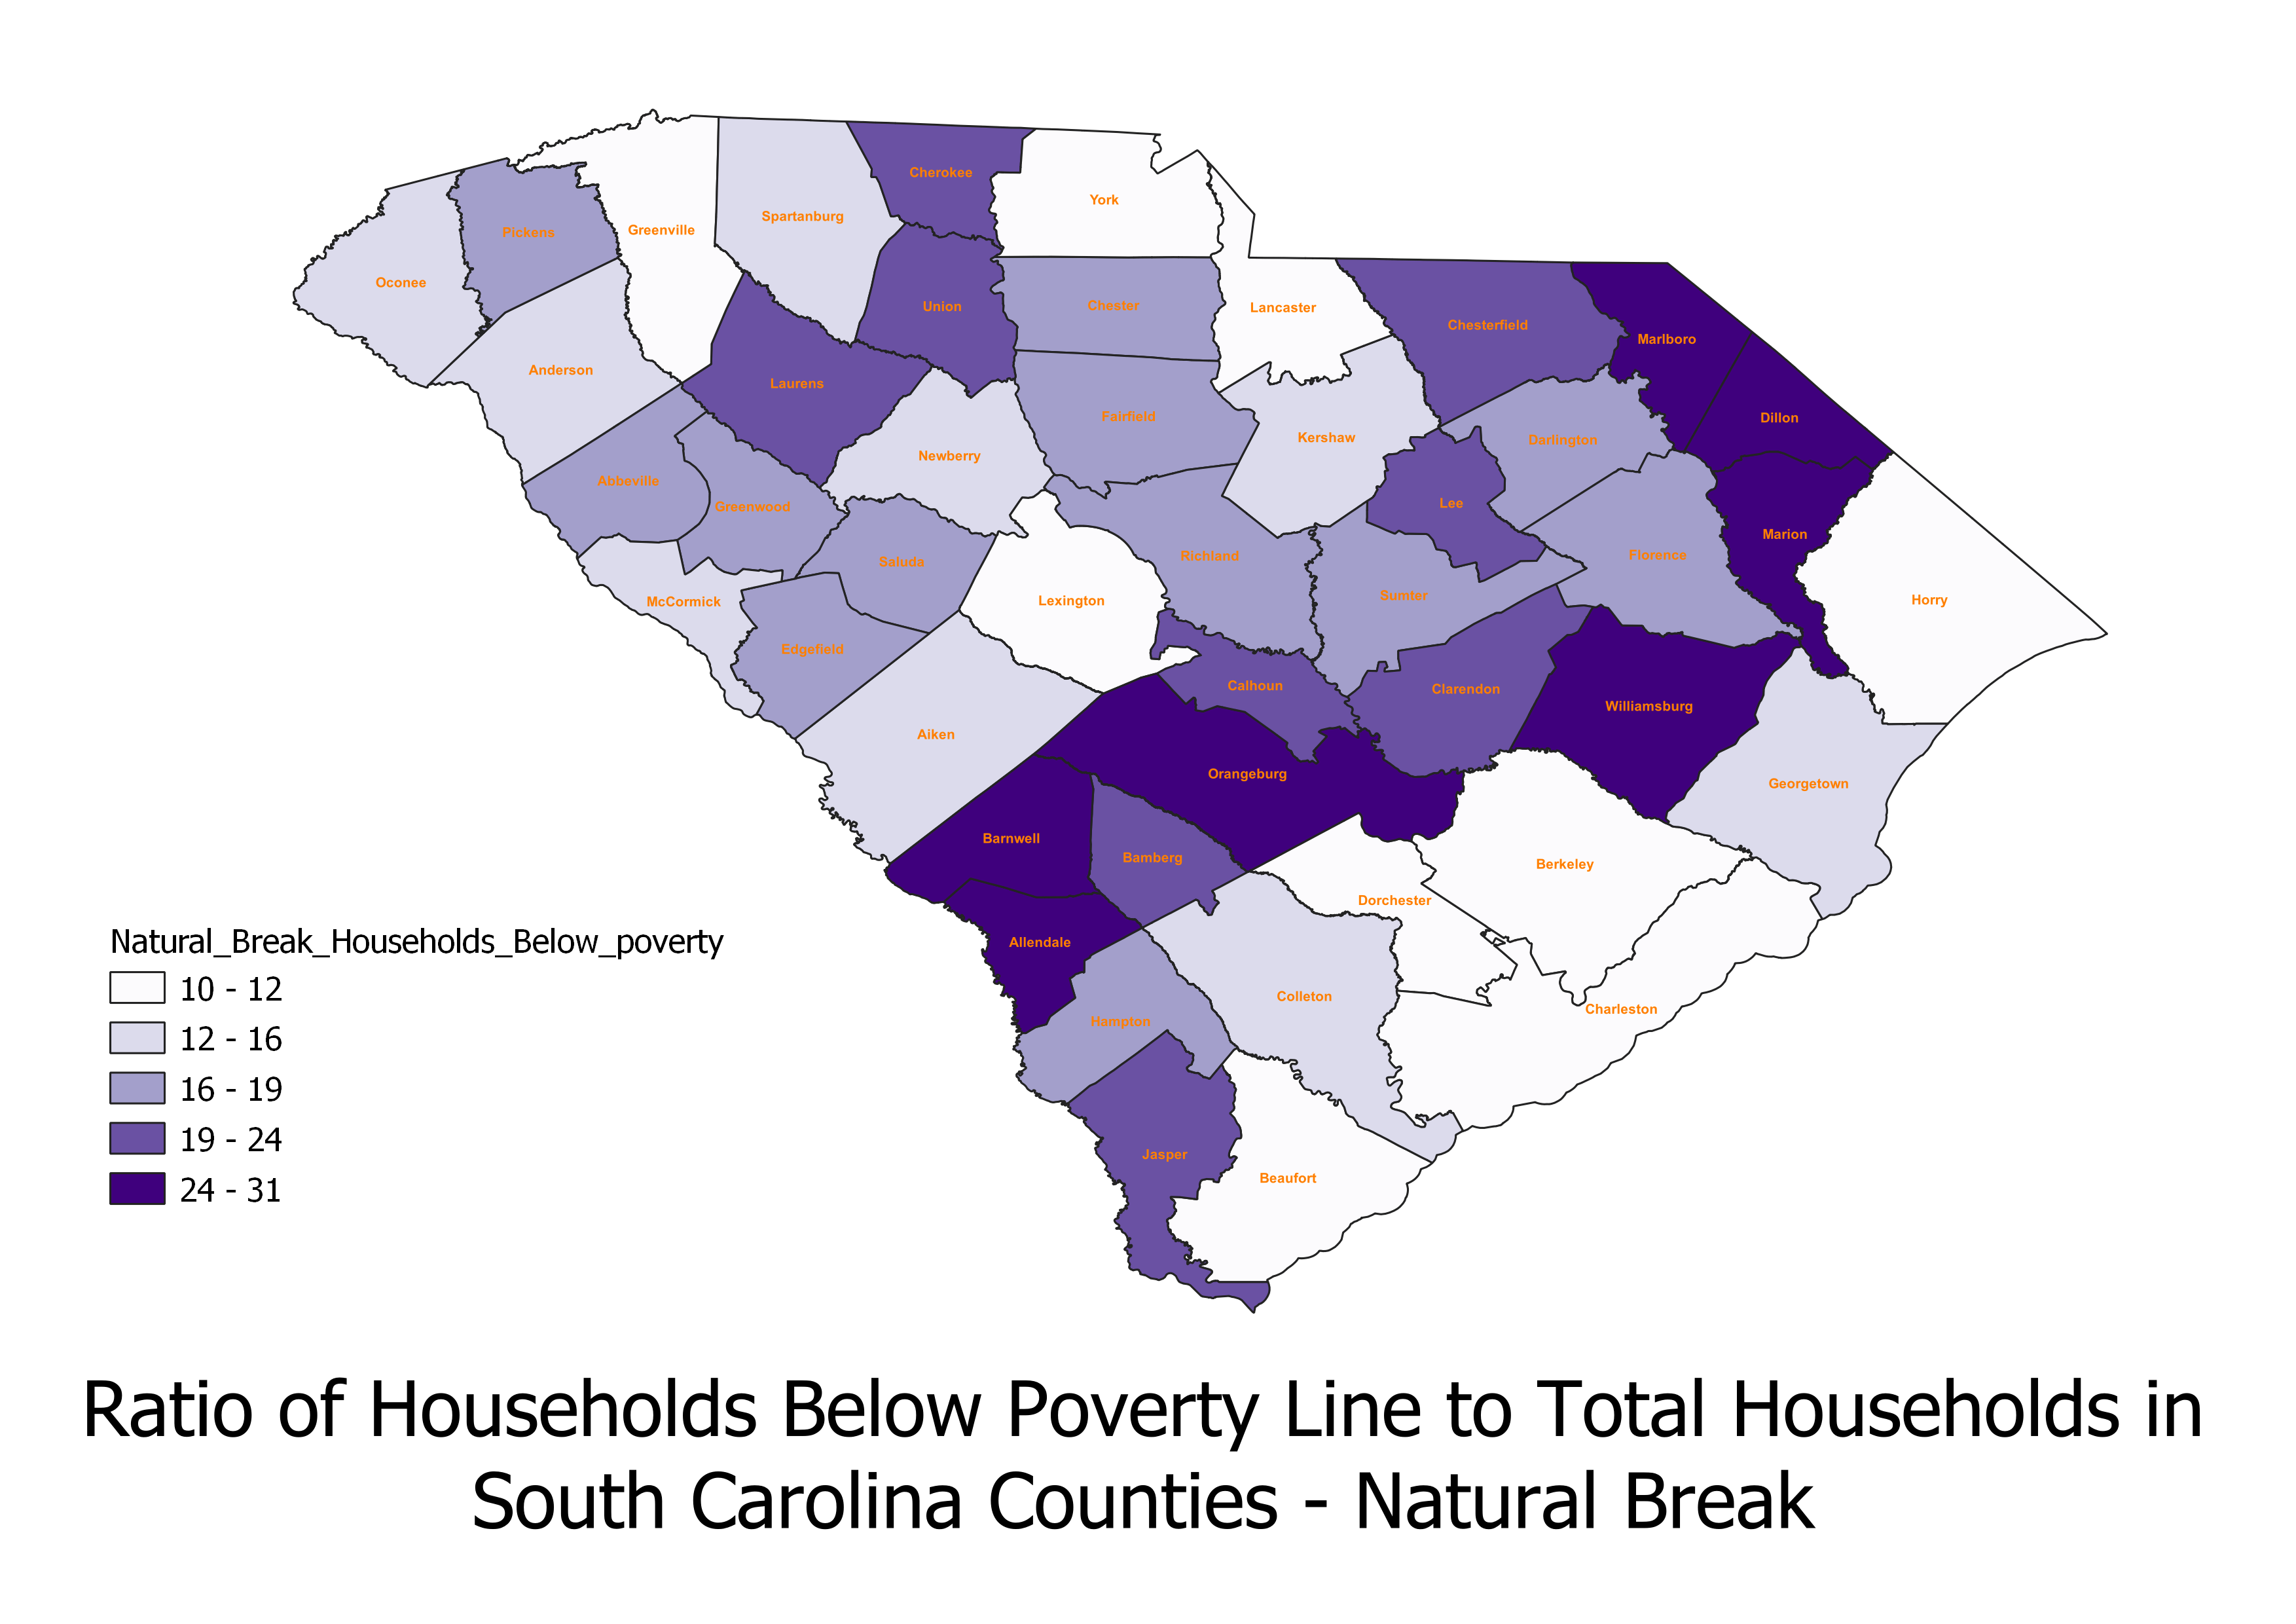 Cherokee
York
Spartanburg
Greenville
Pickens
Oconee
Union
Chester
Lancaster
Chesterfield
Marlboro
Anderson
Laurens
Fairfield
Dillon
Kershaw
Darlington
Newberry
Abbeville
Greenwood
Lee
Marion
Richland
Florence
Saluda
Sumter
McCormick
Lexington
Horry
Edgefield
Calhoun
Clarendon
Williamsburg
Aiken
Orangeburg
Georgetown
Barnwell
Bamberg
Berkeley
Dorchester
Allendale
Colleton
Charleston
Hampton
Jasper
Beaufort
Natural_Break_Households_Below_poverty
10 - 12
12 - 16
16 - 19
19 - 24
24 - 31
Ratio of Households Below Poverty Line to Total Households in
South Carolina Counties - Natural Break